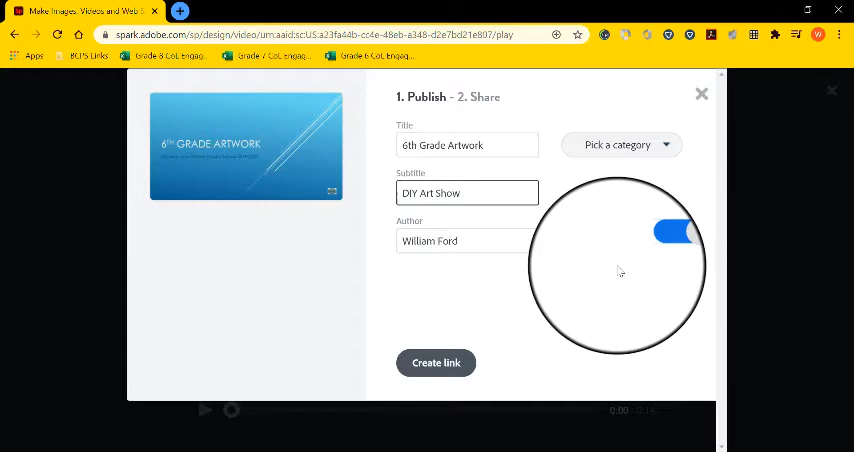 Make Images, Videos and Web S
spark.adobe.com/sp/design/video/urn:aaid:sc:US:a23fa44b-cc4e-48eb-a348-d2e7bd21e807/play
Apps BCPS Links Grade 8 CoL Engag... Grade 7 CoL Engag... Grade 6 CoL Engag...
1. Publish - 2. Share
Title
6th Grade Artwork Pick a category
6TH GRADE ARTWORK
Subtitle
DIY Art Show
Author
William Ford
Create link
0:00 / 0:14